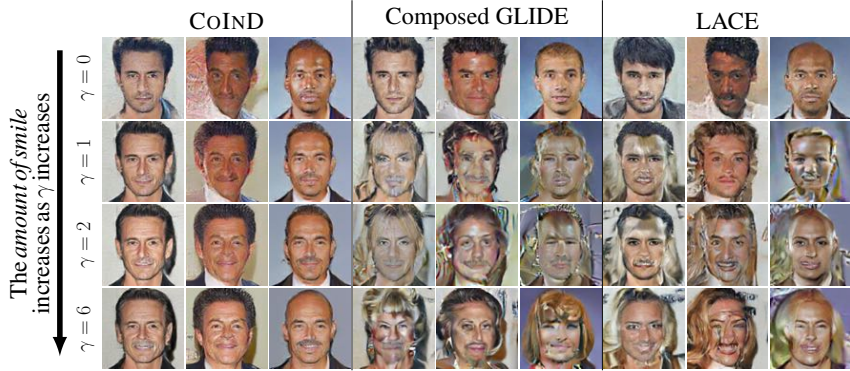 COIND
Composed GLIDE
LACE
The amount of smile
increases as γ increases
γ = 0
γ = 1
γ = 2
γ = 6